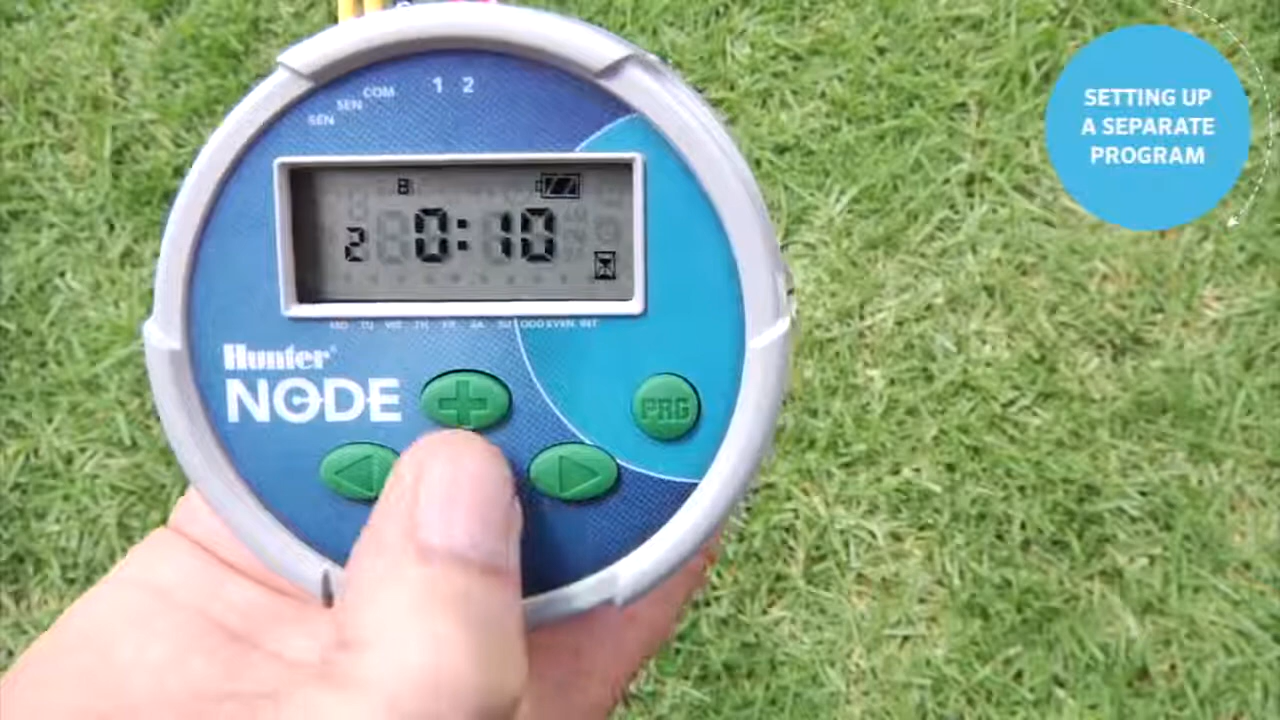 SETTING UP
A SEPARATE
PROGRAM
COM 1 2
SEN
SEN
B
2 0:10
MO TU WE TH FR SA SU ODD EVEN INT
Hunter®
NODE
PRG